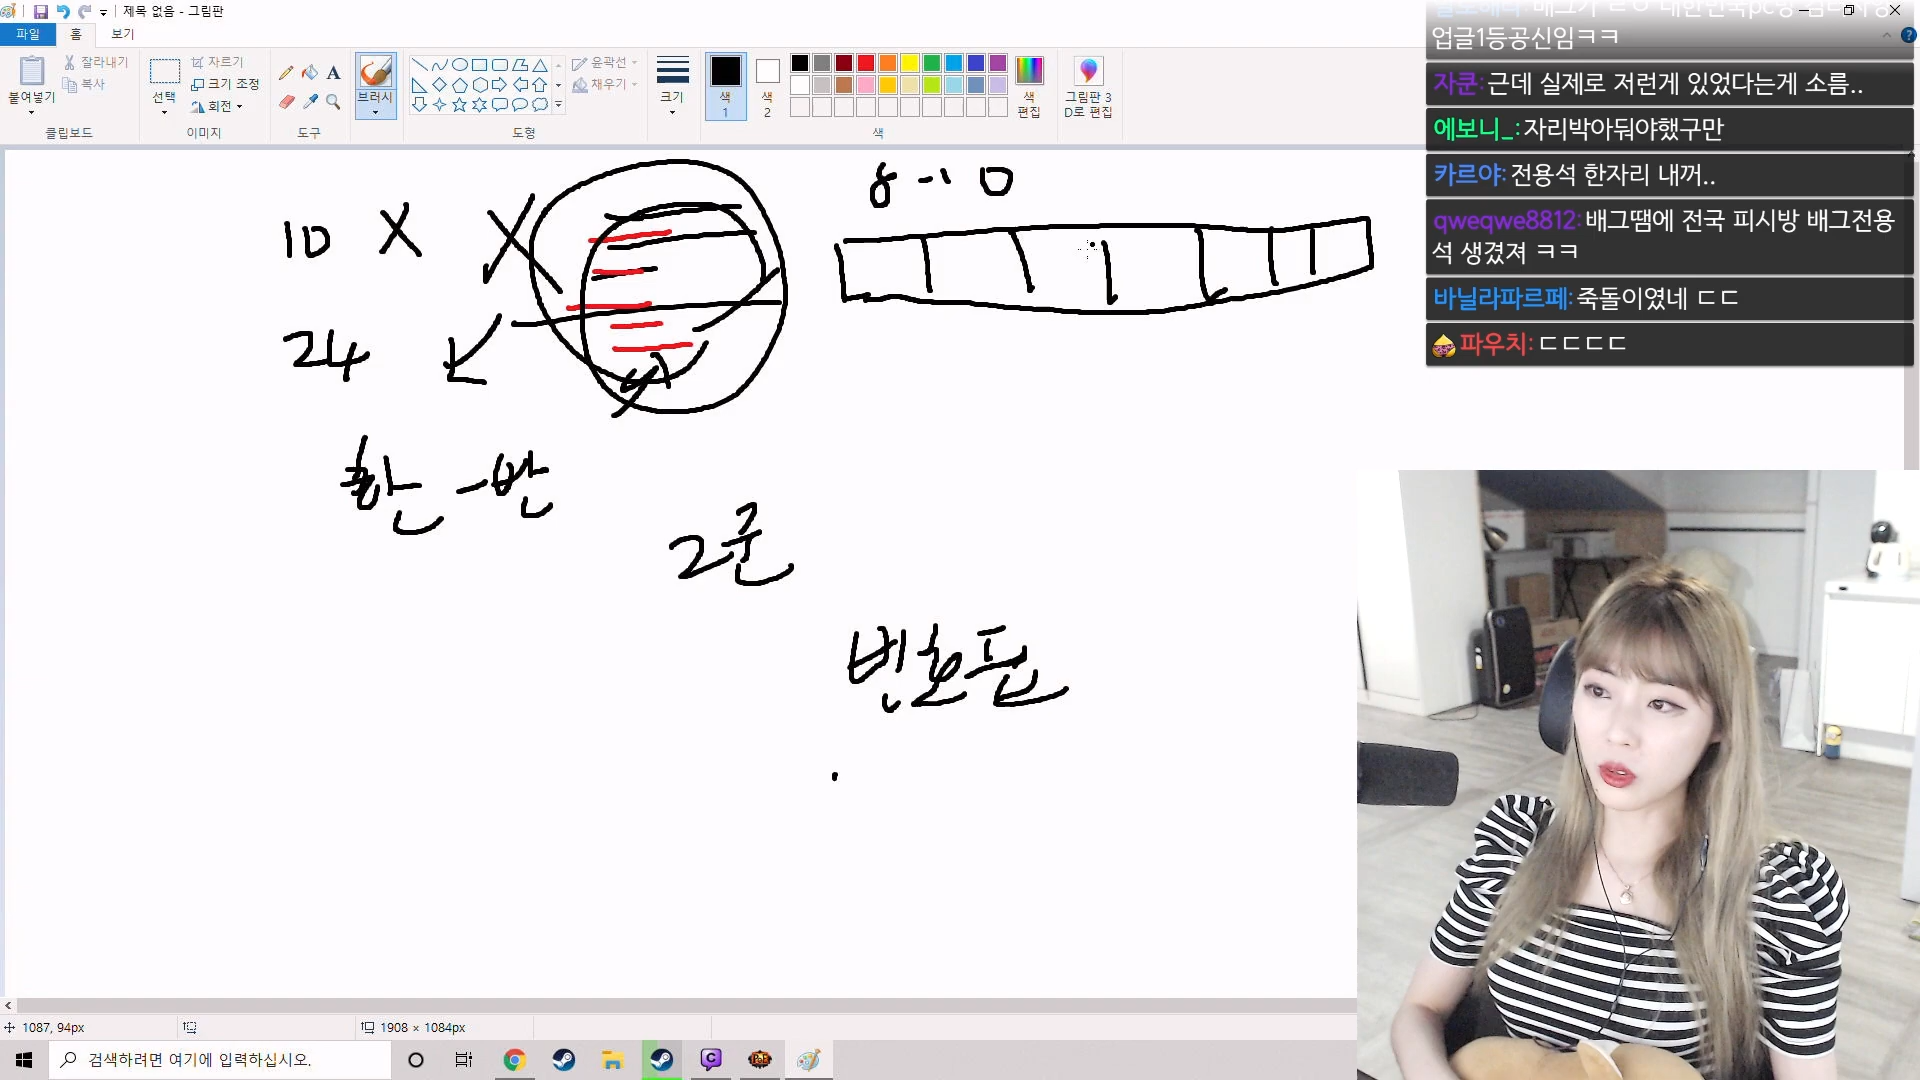 제목 없음 - 그림판
파일
홈
보기
붙여넣기
잘라내기
복사
클립보드
선택
자르기
크기 조정
회전
이미지
A
도구
브러시
윤곽선
채우기
도형
크기
색
1
색
2
색
편집
색
그림판 3
D로 편집
업글1등공신임ㅋㅋ
자쿤: 근데 실제로 저런게 있었다는게 소름..
에보니_: 자리박아둬야했구만
카르야: 전용석 한자리 내꺼..
qweqwe8812: 배그땜에 전국 피시방 배그전용
석 생겼져 ㅋㅋ
바닐라파르페: 죽돌이였네 ㄷㄷ
파우치: ㄷㄷㄷㄷ
10
24
번호판
1087, 94px
1908 × 1084px
검색하려면 여기에 입력하십시오.